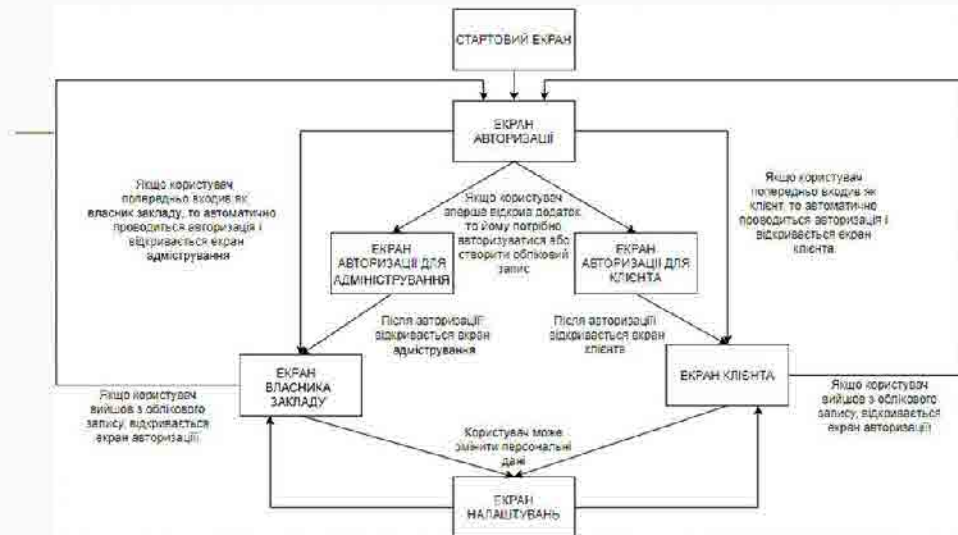 СТАРТОВИЙ ЕКРАН
ЕКРАН
АВТОРИЗАЦІЇ
Якщо користувач
попередньо входив як
власник закладу, то автоматично
проводиться авторизація і
відкривається екран
адмістрування
Якщо користувач
вперше відкрив додаток
то йому потрібно
авторизуватися або
створити обліковий
запис
Якщо користувач
попередньо входив як
клієнт, то автоматично
проводиться авторизація і
відкривається екран
клієнта
ЕКРАН
АВТОРИЗАЦІЇ ДЛЯ
АДМІНІСТРУВАННЯ
ЕКРАН
АВТОРИЗАЦІЇ ДЛЯ
КЛІЄНТА
Після авторизації
відкривається екран
адмістрування
Після авторизації
відкривається екран
клієнта
ЕКРАН
ВЛАСНИКА
ЗАКЛАДУ
ЕКРАН КЛІЄНТА
Якщо користувач
вийшов з облікового
запису, відкривається
екран авторизації
Користувач може
змінити персональні
дані
Якщо користувач
вийшов з облікового
запису, відкривається
екран авторизації
ЕКРАН
НАЛАШТУВАНЬ